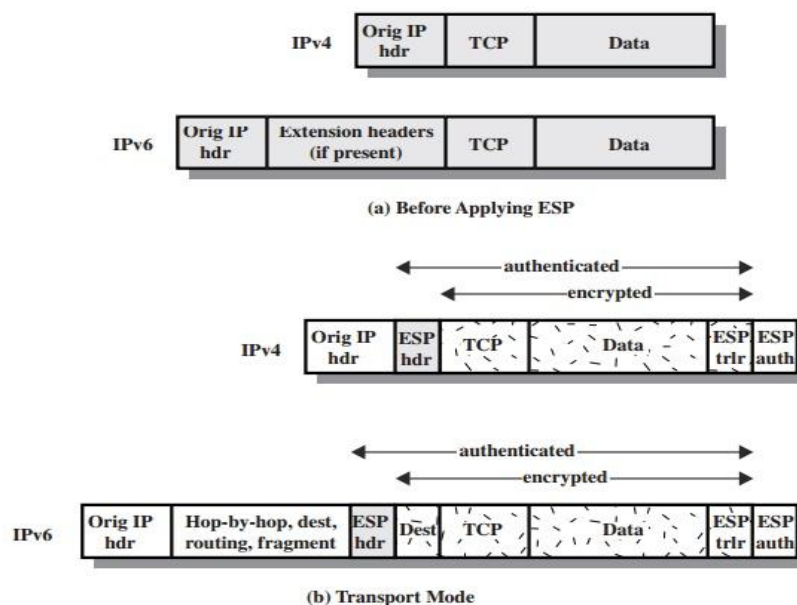 IPv4
Orig IP
hdr
TCP
Data
IPv6
Orig IP
hdr
Extension headers
(if present)
TCP
Data
(a) Before Applying ESP
authenticated
encrypted
IPv4
Orig IP
hdr
ESP
hdr
TCP
Data
ESP
trlr
ESP
auth
authenticated
encrypted
IPv6
Orig IP
hdr
Hop-by-hop, dest,
routing, fragment
ESP
hdr
Dest
TCP
Data
ESP
trlr
ESP
auth
(b) Transport Mode